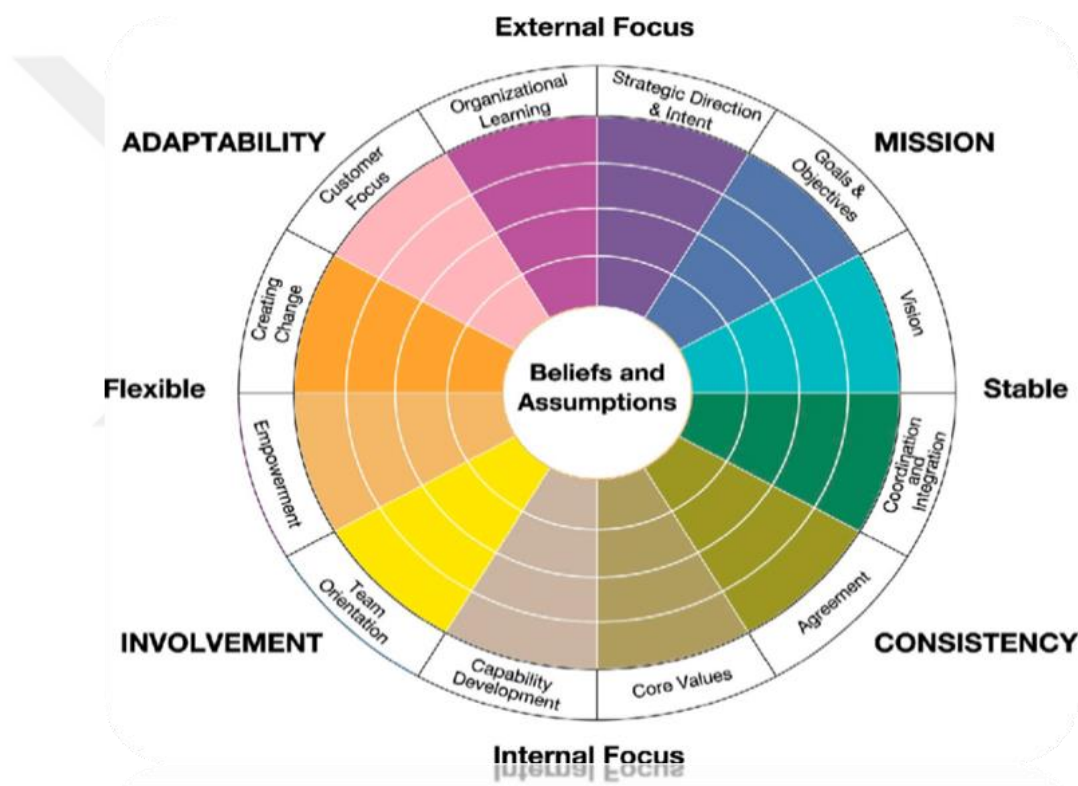 External Focus
ADAPTABILITY
MISSION
Organizational
Learning
Strategic Direction
& Intent
Customer
Focus
Goals &
Objectives
Creating
Change
Vision
Flexible
Beliefs and
Assumptions
Stable
Empowerment
Coordination
and
Integration
Team
Orientation
Agreement
INVOLVEMENT
CONSISTENCY
Capability
Development
Core Values
Internal Focus